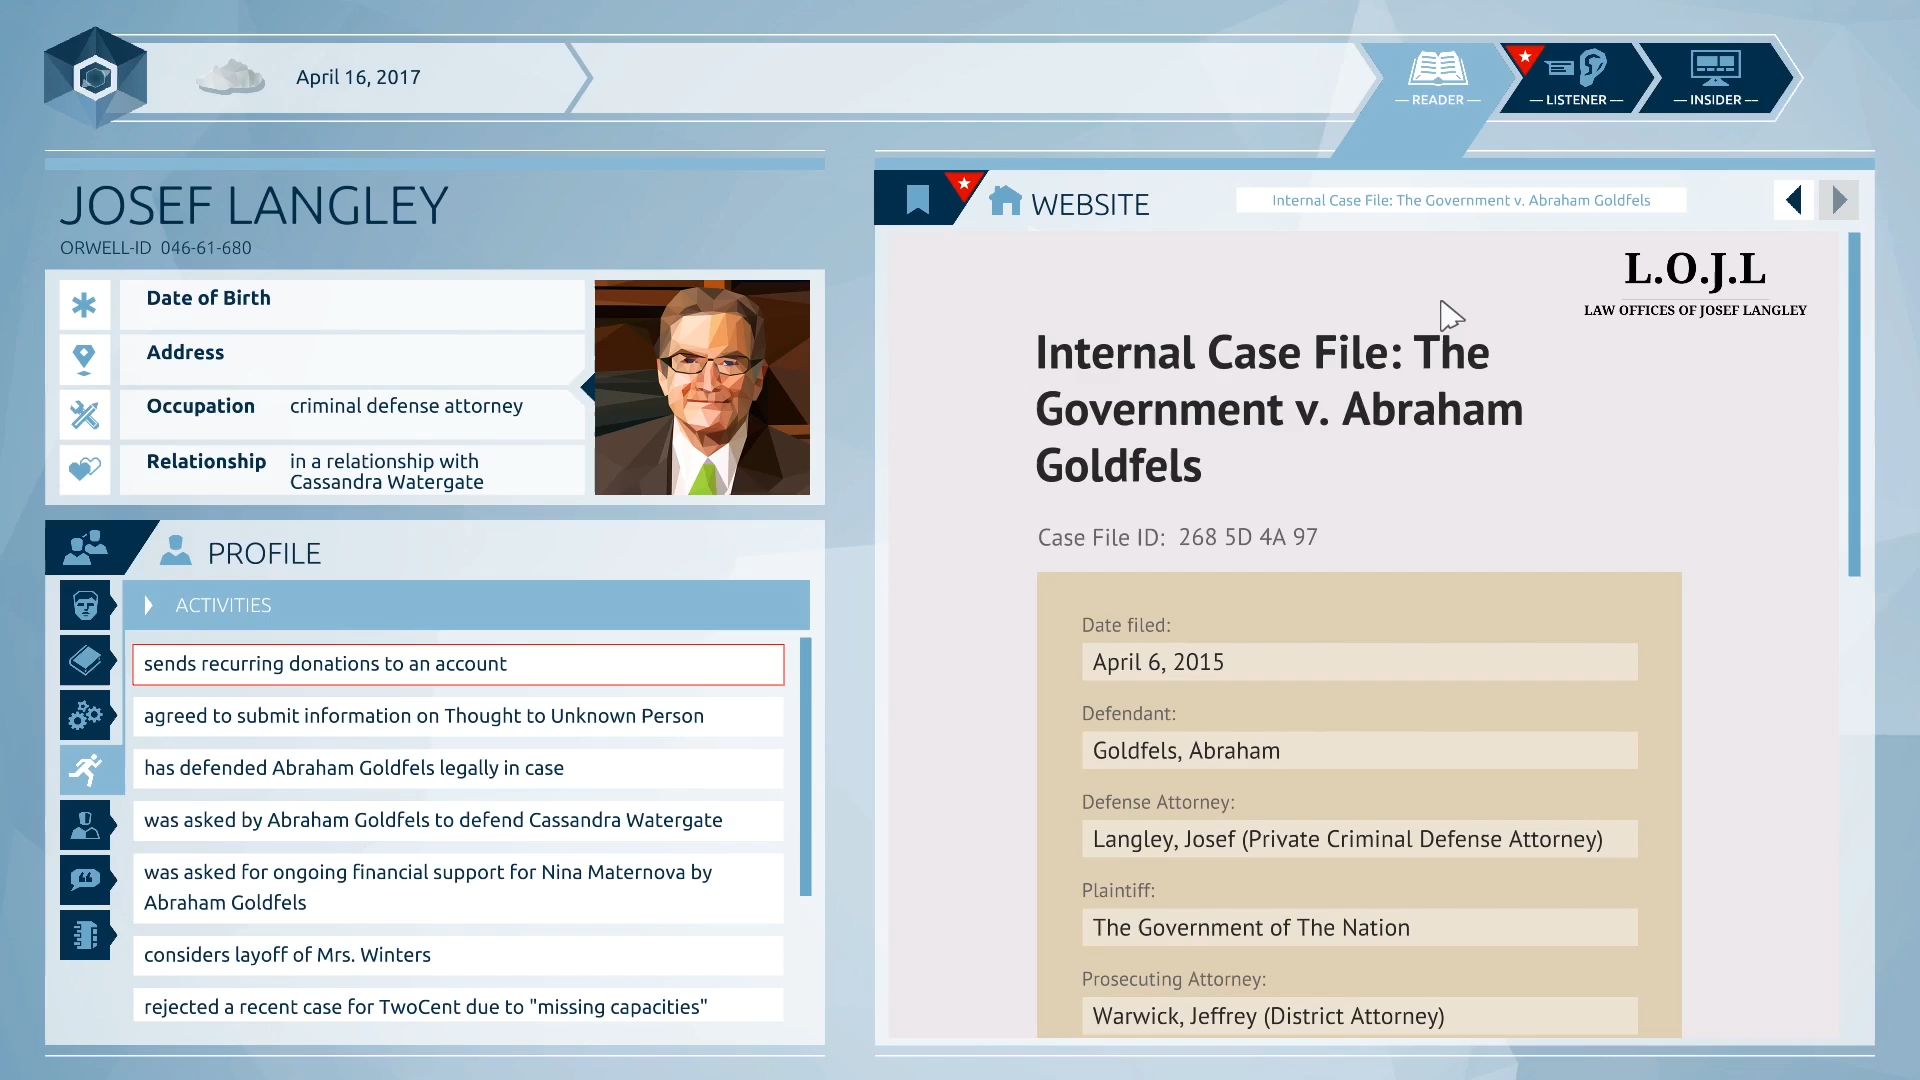 April 16, 2017
READER
LISTENER
INSIDER
JOSEF LANGLEY
ORWELL-ID 046-61-680
Date of Birth
Address
Occupation criminal defense attorney
Relationship in a relationship with
Cassandra Watergate
PROFILE
ACTIVITIES
sends recurring donations to an account
agreed to submit information on Thought to Unknown Person
has defended Abraham Goldfels legally in case
was asked by Abraham Goldfels to defend Cassandra Watergate
was asked for ongoing financial support for Nina Maternova by
Abraham Goldfels
considers layoff of Mrs. Winters
rejected a recent case for TwoCent due to "missing capacities"
WEBSITE
Internal Case File: The Government v. Abraham Goldfels
L.O.J.L
LAW OFFICES OF JOSEF LANGLEY
Internal Case File: The
Government v. Abraham
Goldfels
Case File ID: 268 5D 4A 97
Date filed:
April 6, 2015
Defendant:
Goldfels, Abraham
Defense Attorney:
Langley, Josef (Private Criminal Defense Attorney)
Plaintiff:
The Government of The Nation
Prosecuting Attorney:
Warwick, Jeffrey (District Attorney)